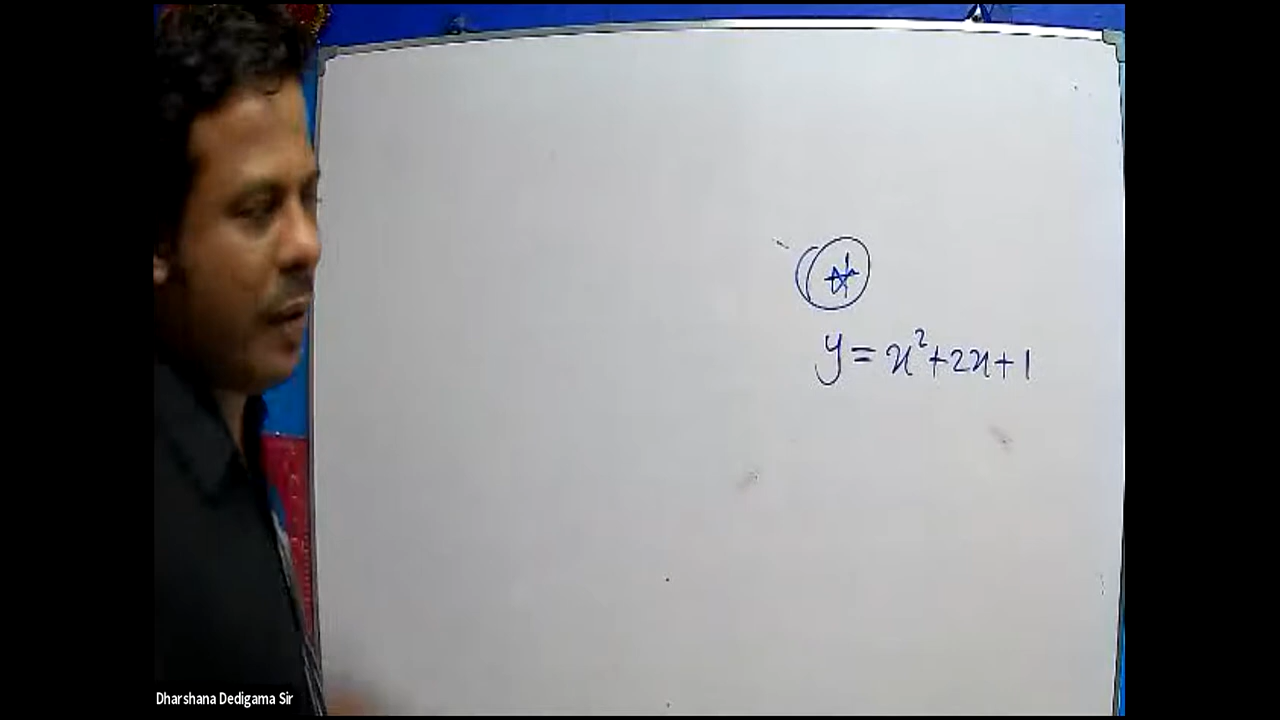 y = x² + 2x + 1
Dharshana Dedigama Sir